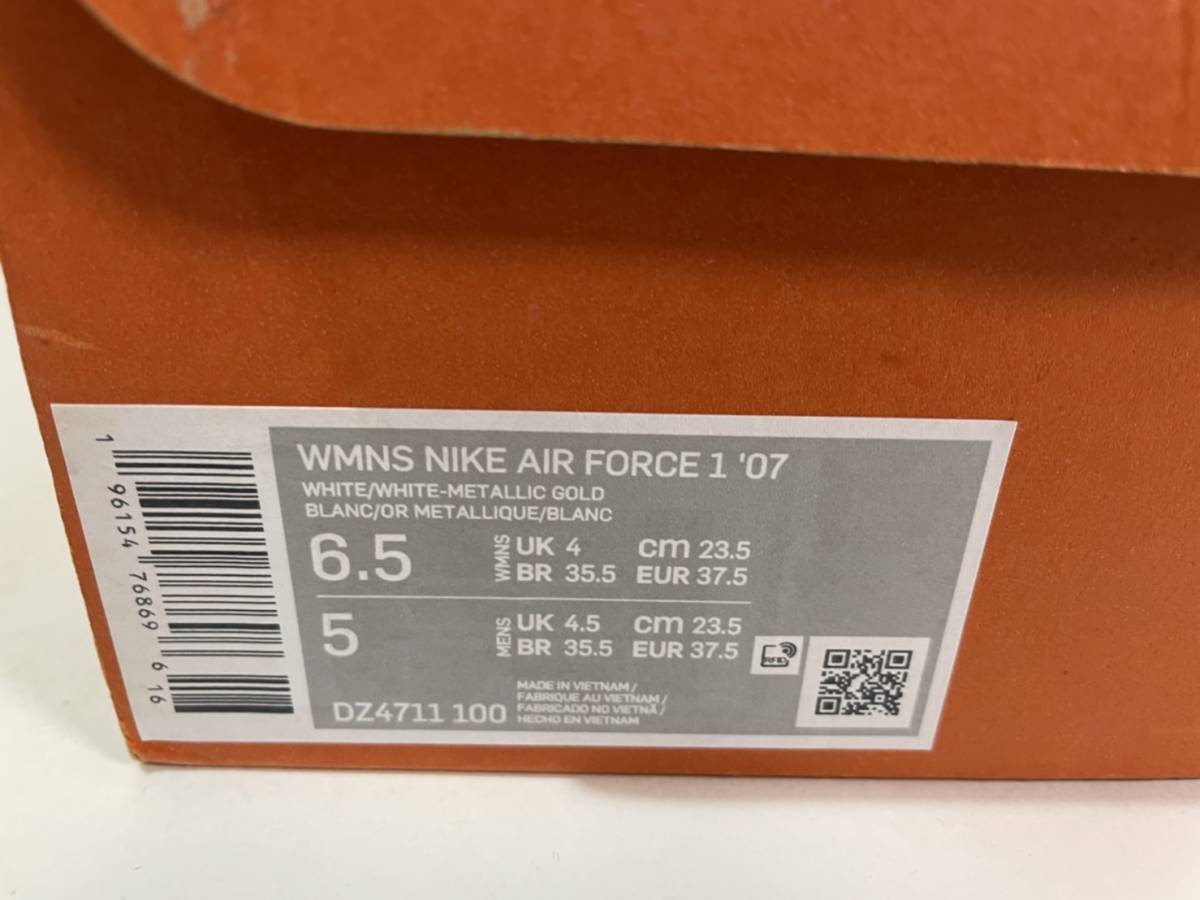 WMNS NIKE AIR FORCE 1 '07
WHITE/WHITE-METALLIC GOLD
BLANC/OR METALLIQUE/BLANC
6.5 WMNS UK 4 cm 23.5
BR 35.5 EUR 37.5
5 MENS UK 4.5 cm 23.5
BR 35.5 EUR 37.5
DZ4711 100
MADE IN VIETNAM/
FABRIQUE AU VIETNAM/
FABRICADO NO VIETNÃ/
HECHO EN VIETNAM
RFID
1 96154 76869 6 16